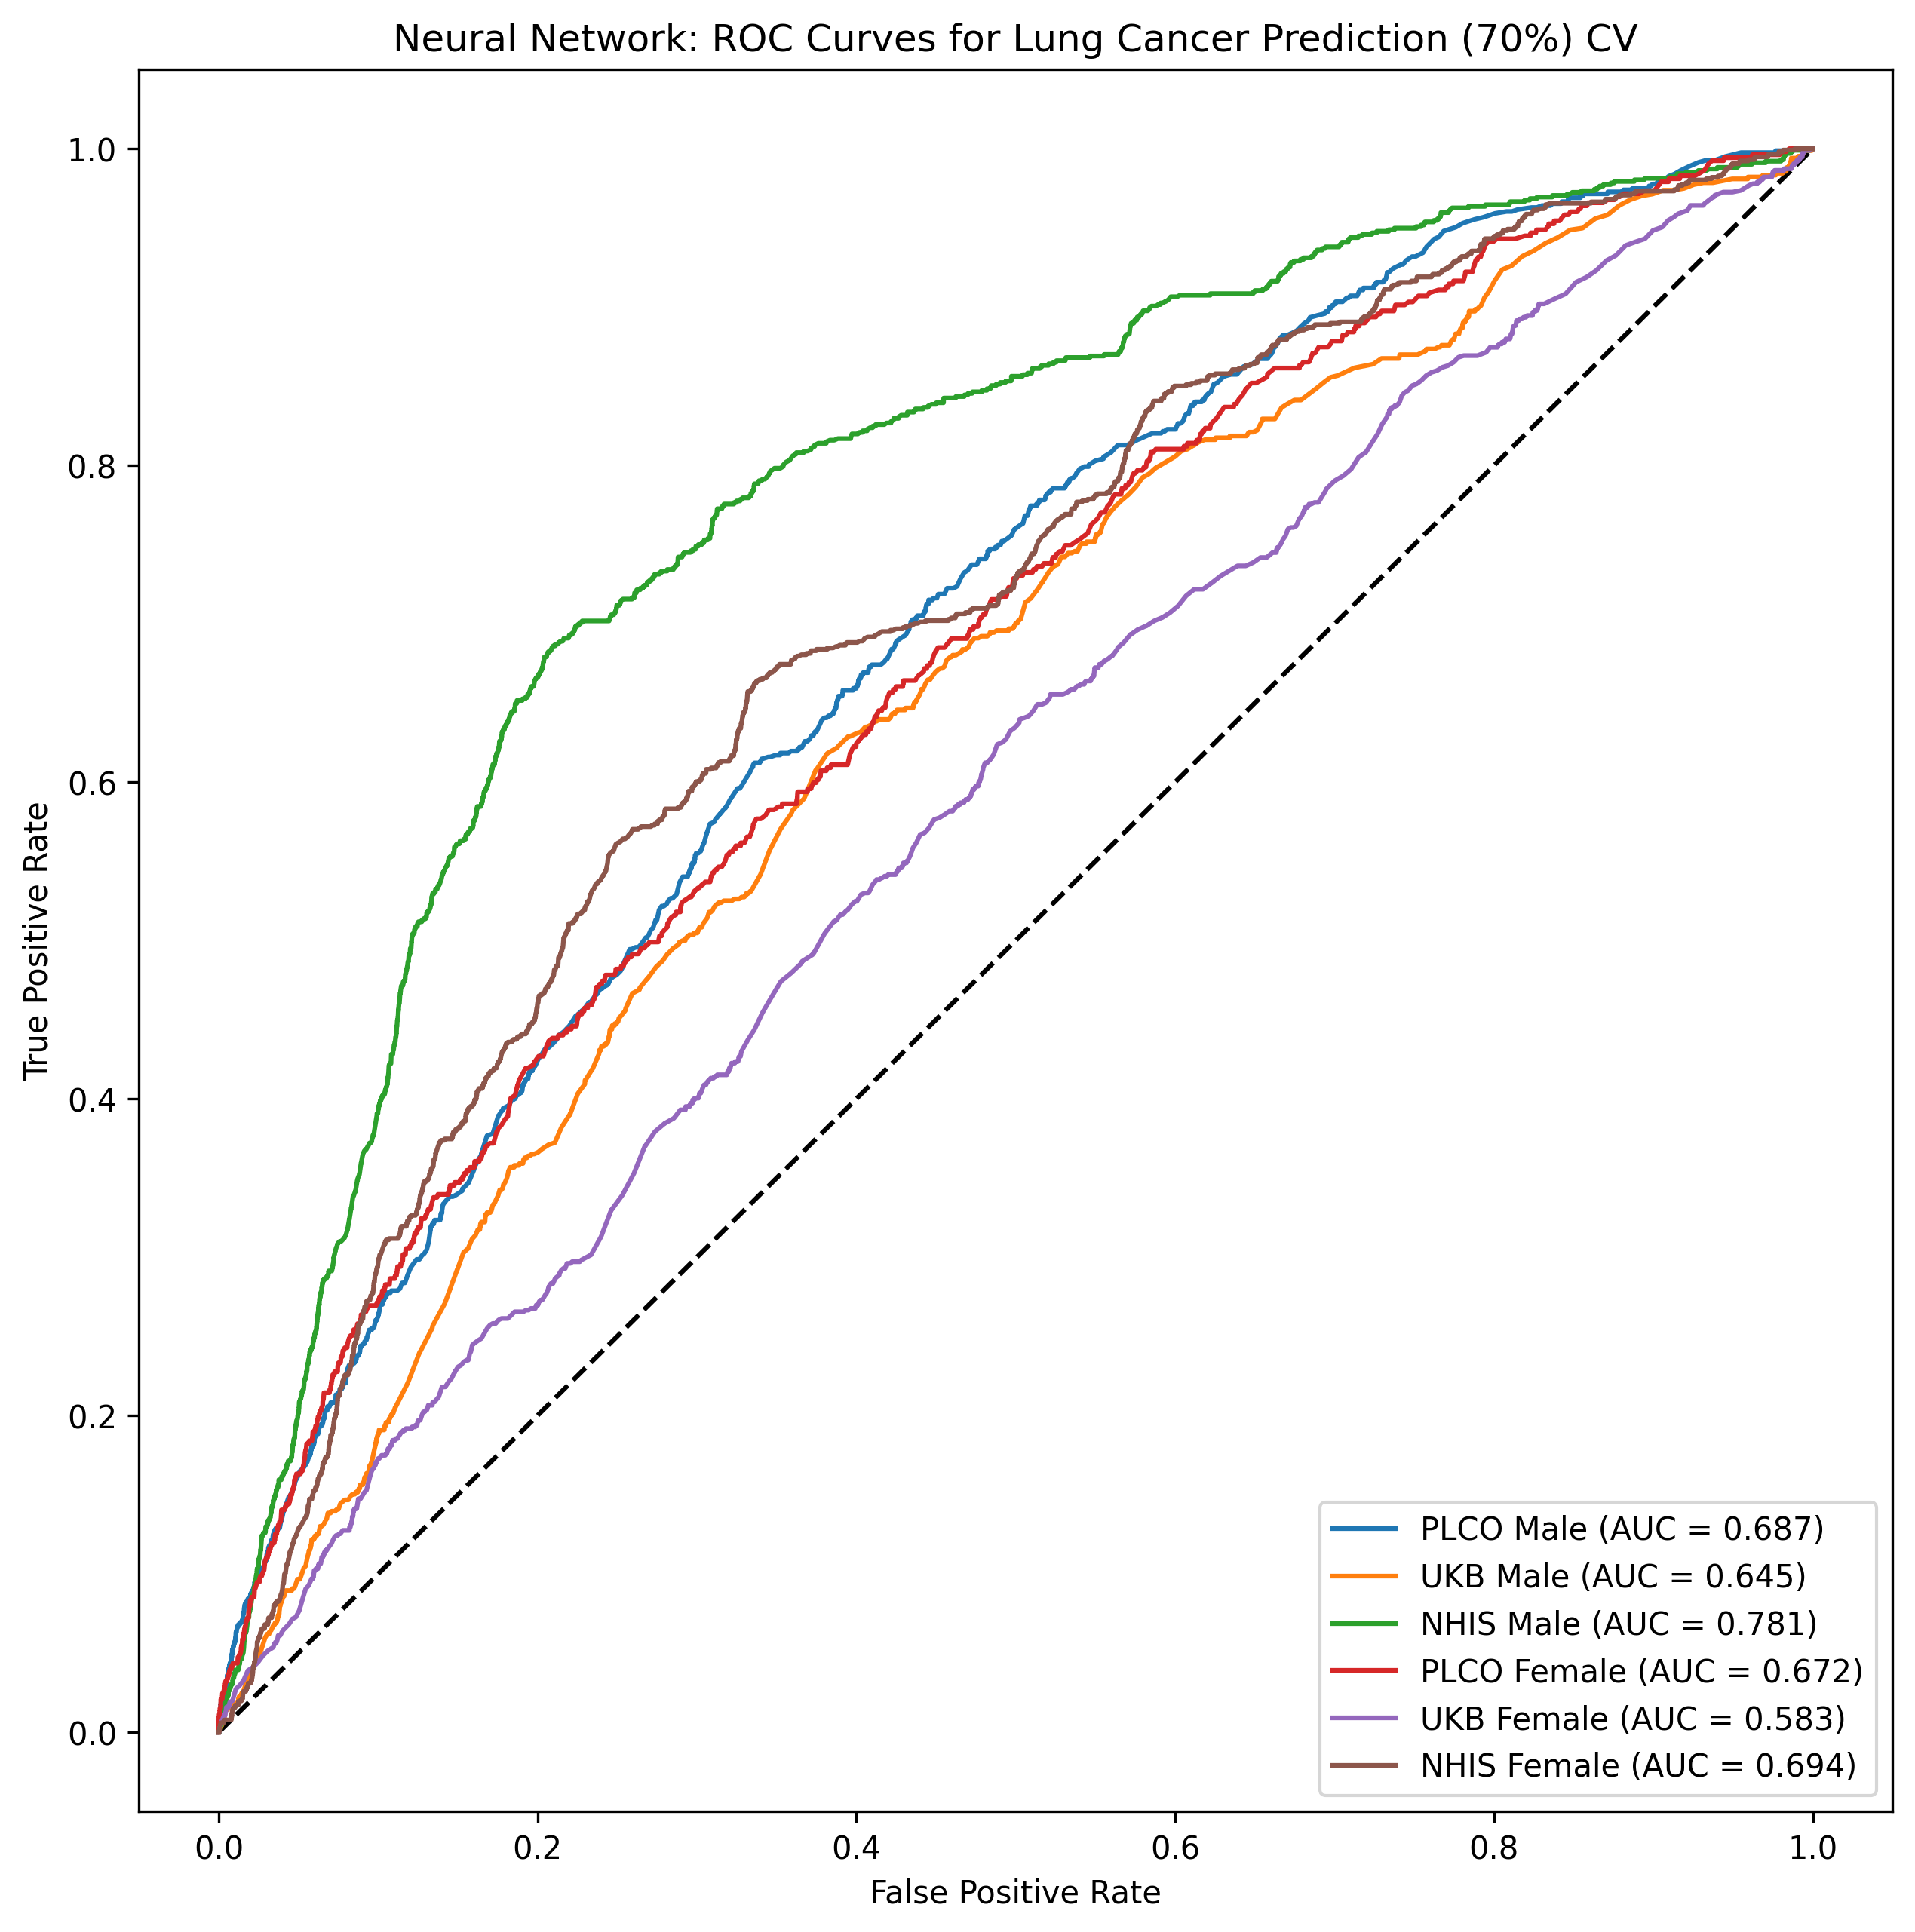 Neural Network: ROC Curves for Lung Cancer Prediction (70%) CV
True Positive Rate
1.0
0.8
0.6
0.4
0.2
0.0
PLCO Male (AUC = 0.687)
UKB Male (AUC = 0.645)
NHIS Male (AUC = 0.781)
PLCO Female (AUC = 0.672)
UKB Female (AUC = 0.583)
NHIS Female (AUC = 0.694)
0.0 0.2 0.4 0.6 0.8 1.0
False Positive Rate